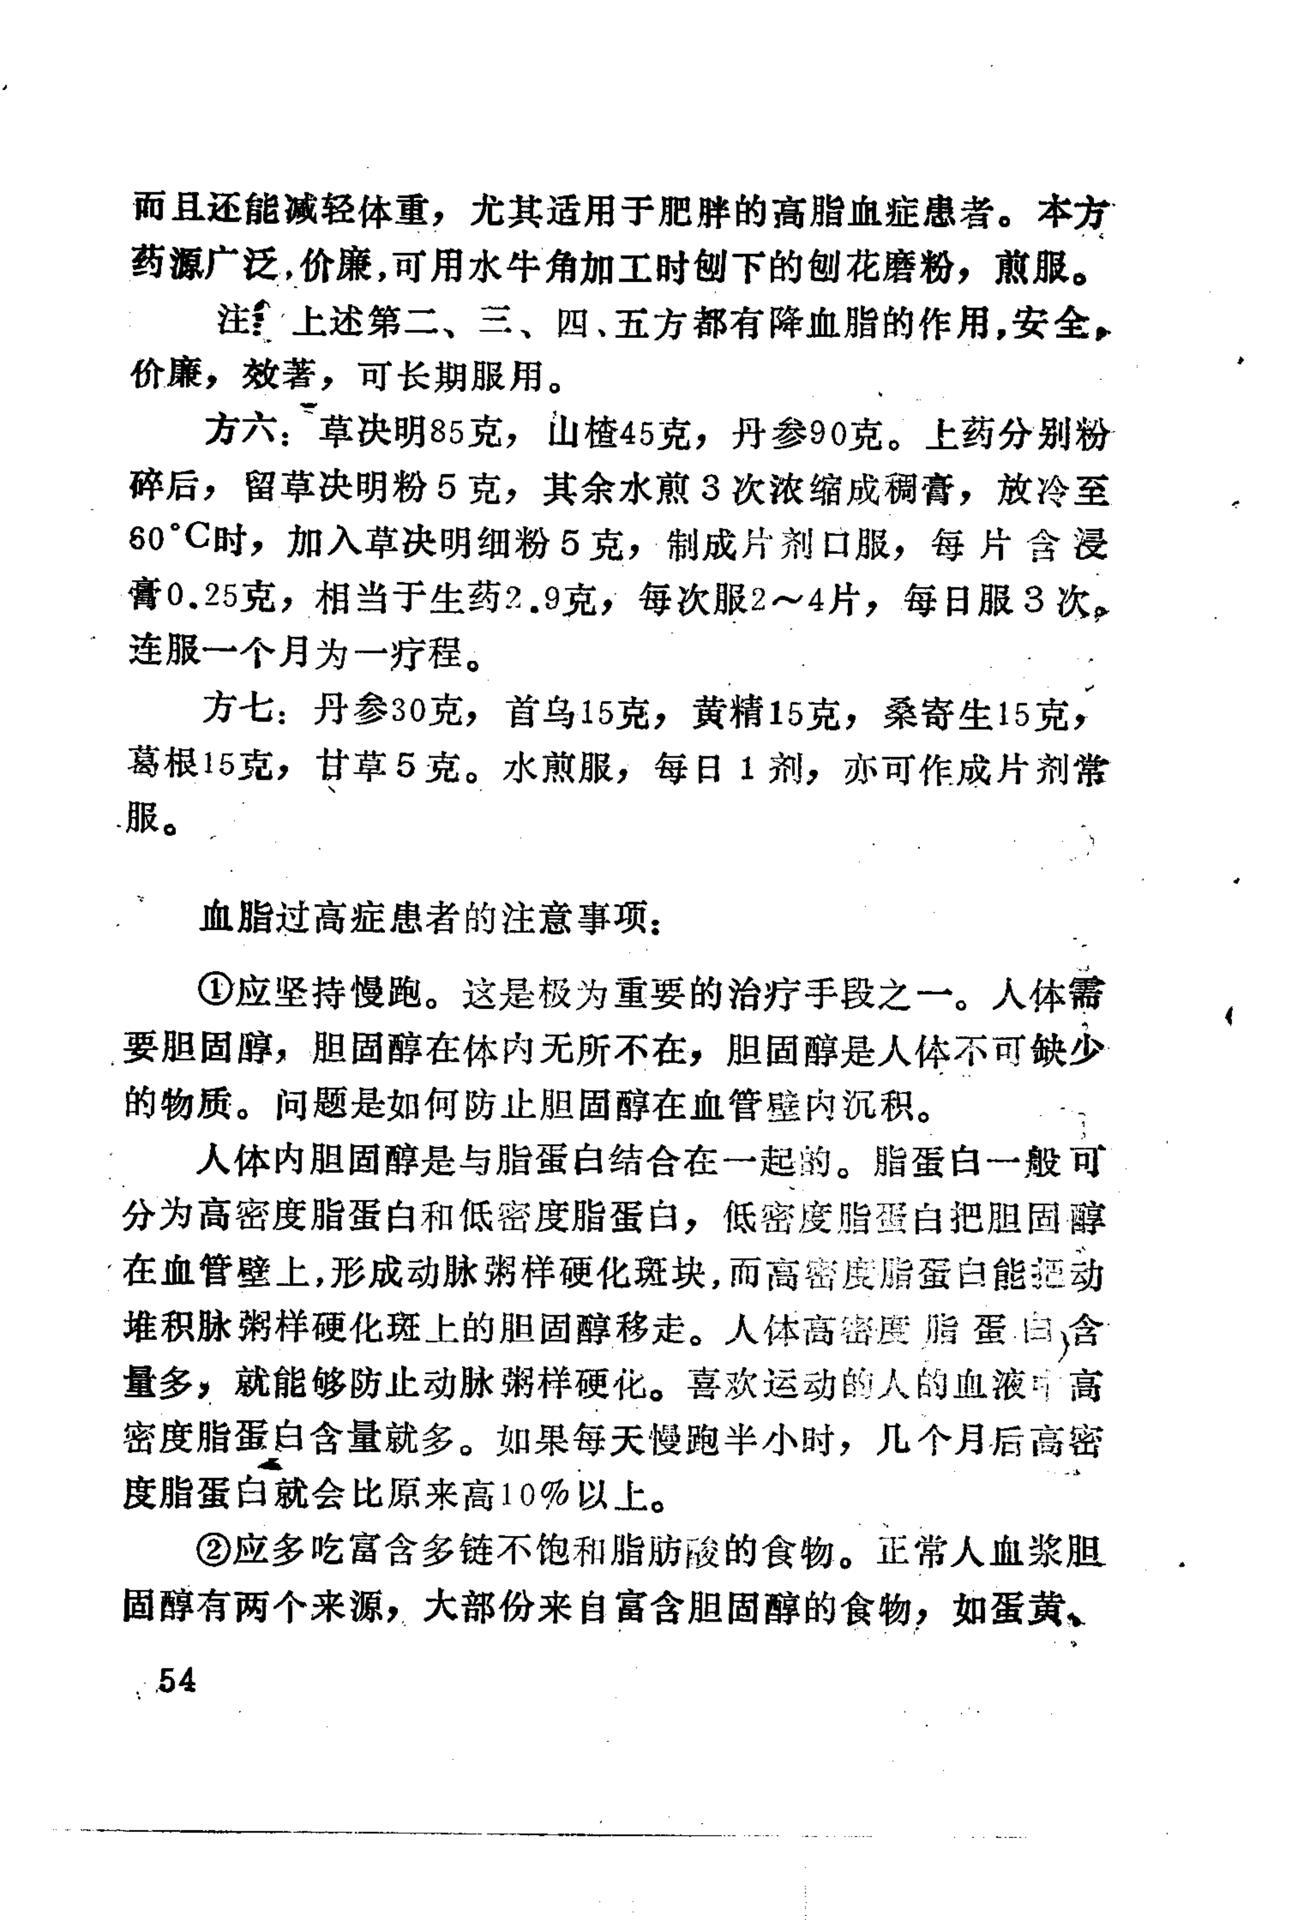 而且还能减轻体重，尤其适用于肥胖的高脂血症患者。本方
药源广泛，价廉，可用水牛角加工时刨下的刨花磨粉，煎服。
注：上述第二、三、四、五方都有降血脂的作用，安全，
价廉，效著，可长期服用。
方六：草决明85克，山楂45克，丹参90克。上药分别粉
碎后，留草决明粉5克，其余水煎3次浓缩成稠膏，放冷至
60°C时，加入草决明细粉5克，制成片剂口服，每片含浸
膏0.25克，相当于生药2.9克，每次服2～4片，每日服3次。
连服一个月为一疗程。
方七：丹参30克，首乌15克，黄精15克，桑寄生15克，
葛根15克，甘草5克。水煎服，每日1剂，亦可作成片剂常
服。
血脂过高症患者的注意事项：
①应坚持慢跑。这是极为重要的治疗手段之一。人体需
要胆固醇，胆固醇在体内无所不在，胆固醇是人体不可缺少
的物质。问题是如何防止胆固醇在血管壁内沉积。
人体内胆固醇是与脂蛋白结合在一起的。脂蛋白一般可
分为高密度脂蛋白和低密度脂蛋白，低密度脂蛋白把胆固醇
在血管壁上，形成动脉粥样硬化斑块，而高密度脂蛋白能把动
堆积脉粥样硬化斑上的胆固醇移走。人体高密度脂蛋白含
量多，就能够防止动脉粥样硬化。喜欢运动的人的血液中高
密度脂蛋白含量就多。如果每天慢跑半小时，几个月后高密
度脂蛋白就会比原来高10%以上。
②应多吃富含多链不饱和脂肪酸的食物。正常人血浆胆
固醇有两个来源，大部份来自富含胆固醇的食物，如蛋黄、
54